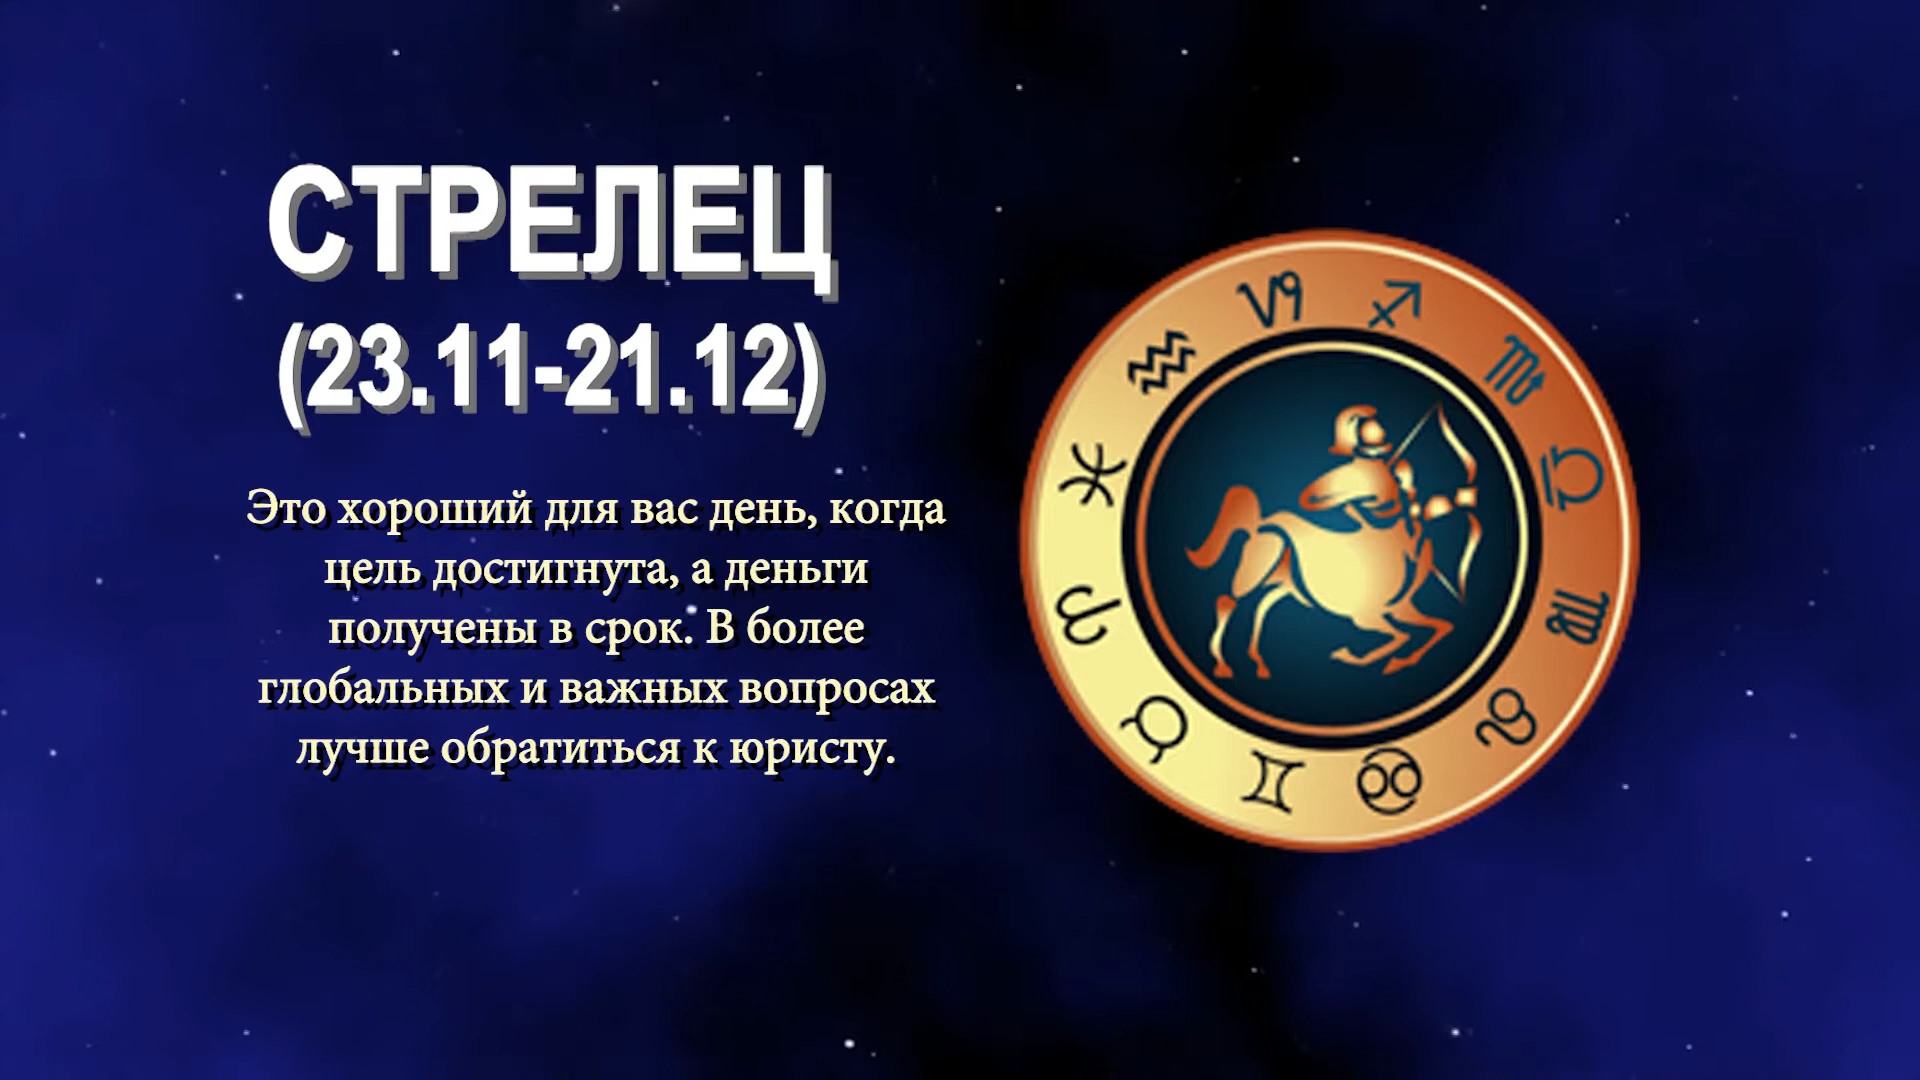 СТРЕЛЕЦ
(23.11-21.12)
Это хороший для вас день, когда
цель достигнута, а деньги
получены в срок. В более
глобальных и важных вопросах
лучше обратиться к юристу.